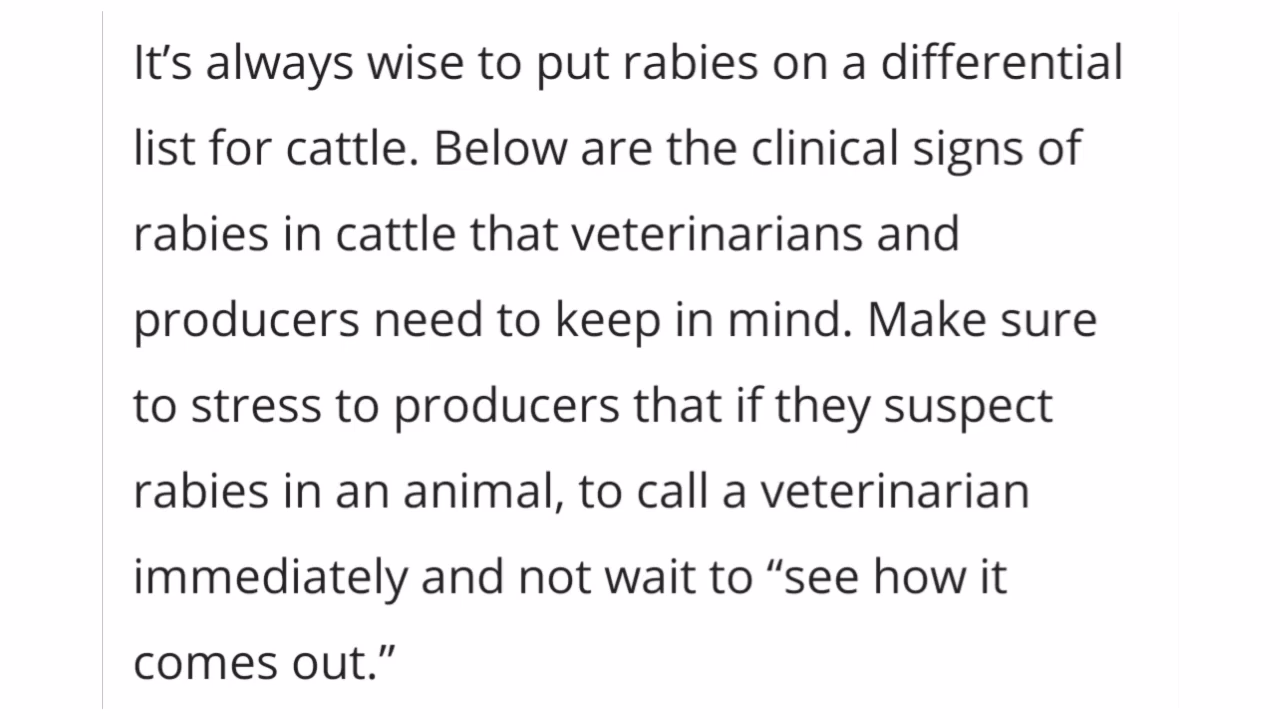 It’s always wise to put rabies on a differential
list for cattle. Below are the clinical signs of
rabies in cattle that veterinarians and
producers need to keep in mind. Make sure
to stress to producers that if they suspect
rabies in an animal, to call a veterinarian
immediately and not wait to “see how it
comes out.”